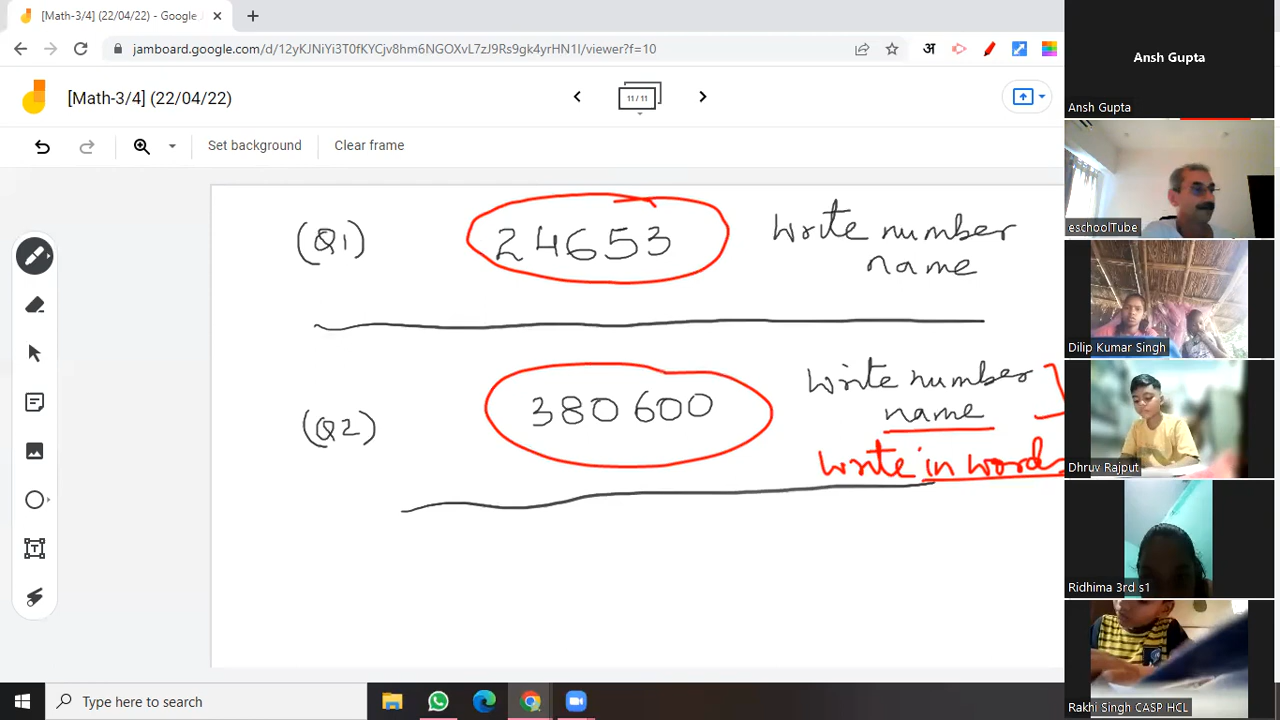 [Math-3/4] (22/04/22) - Google
jamboard.google.com/d/12yKJNiYi3T0fKYCjv8hm6NGOXvL7zJ9Rs9gk4yrHN1I/viewer?f=10
अ
[Math-3/4] (22/04/22)
11 / 11
Set background
Clear frame
(Q1) 24653 Write number
name
(Q2) 380600 Write number
name
Write in words
Ansh Gupta
Ansh Gupta
eschoolTube
Dilip Kumar Singh
Dhruv Rajput
Ridhima 3rd s1
Rakhi Singh CASP HCL
Type here to search